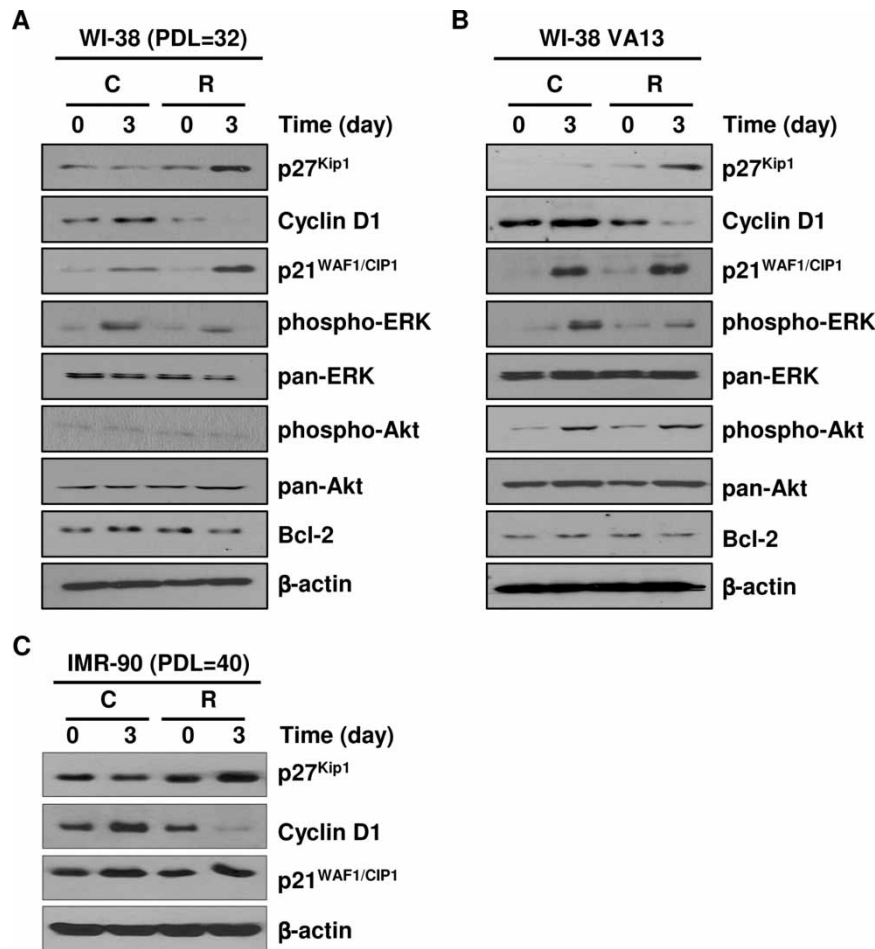 A
WI-38 (PDL=32)
C R
0 3 0 3 Time (day)
p27Kip1
Cyclin D1
p21WAF1/CIP1
phospho-ERK
pan-ERK
phospho-Akt
pan-Akt
Bcl-2
β-actin
B
WI-38 VA13
C R
0 3 0 3 Time (day)
p27Kip1
Cyclin D1
p21WAF1/CIP1
phospho-ERK
pan-ERK
phospho-Akt
pan-Akt
Bcl-2
β-actin
C
IMR-90 (PDL=40)
C R
0 3 0 3 Time (day)
p27Kip1
Cyclin D1
p21WAF1/CIP1
β-actin